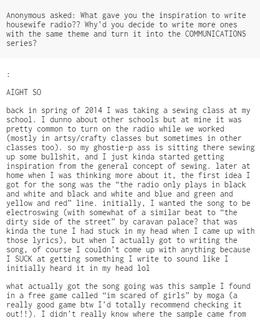 Anonymous asked: What gave you the inspiration to write
housewife radio?? Why'd you decide to write more ones
with the same theme and turn it into the COMMUNICATIONS
series?
:
AIGHT SO
back in spring of 2014 I was taking a sewing class at my
school. I dunno about other schools but at mine it was
pretty common to turn on the radio while we worked
(mostly in artsy/crafty classes but sometimes in other
classes too). so my ghostie-p ass is sitting there sewing
up some bullshit, and I just kinda started getting
inspiration from the general concept of sewing. later at
home when I was thinking more about it, the first idea I
got for the song was the "the radio only plays in black
and white and black and white and blue and green and
yellow and red" line. initially, I wanted the song to be
electroswing (with somewhat of a similar beat to "the
dirty side of the street" by caravan palace? that was
kinda the tune I had stuck in my head when I came up with
those lyrics), but when I actually got to writing the
song, of course I couldn't come up with anything because
I SUCK at getting something I write to sound like I
initially heard it in my head lol
what actually got the song going was this sample I found
in a free game called "im scared of girls" by moga (a
really good game btw I'd totally recommend checking it
out!!). I didn't really know where the sample came from